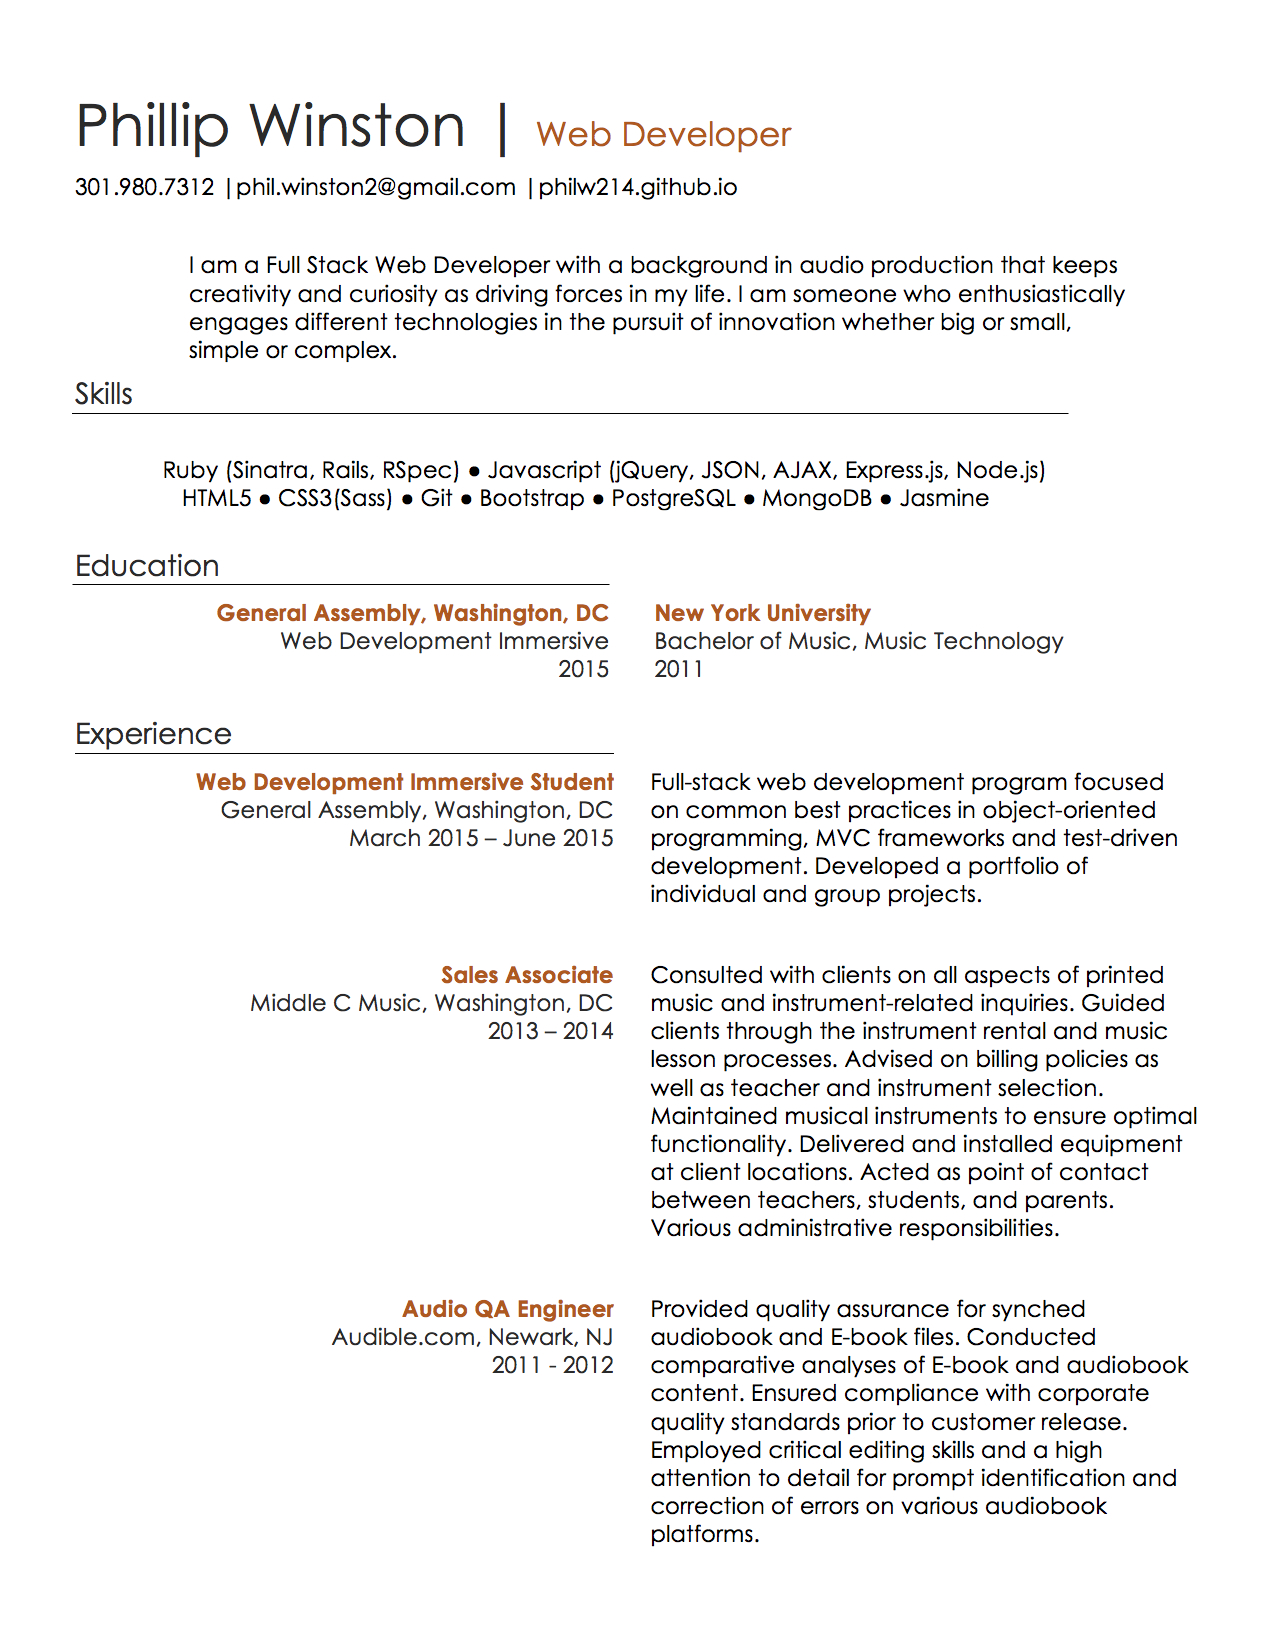 Phillip Winston | Web Developer
301.980.7312 | phil.winston2@gmail.com | philw214.github.io
I am a Full Stack Web Developer with a background in audio production that keeps
creativity and curiosity as driving forces in my life. I am someone who enthusiastically
engages different technologies in the pursuit of innovation whether big or small,
simple or complex.
Skills
Ruby (Sinatra, Rails, RSpec) ● Javascript (jQuery, JSON, AJAX, Express.js, Node.js)
HTML5 ● CSS3(Sass) ● Git ● Bootstrap ● PostgreSQL ● MongoDB ● Jasmine
Education
General Assembly, Washington, DC
Web Development Immersive
2015
New York University
Bachelor of Music, Music Technology
2011
Experience
Web Development Immersive Student
General Assembly, Washington, DC
March 2015 – June 2015
Full-stack web development program focused
on common best practices in object-oriented
programming, MVC frameworks and test-driven
development. Developed a portfolio of
individual and group projects.
Sales Associate
Middle C Music, Washington, DC
2013 – 2014
Consulted with clients on all aspects of printed
music and instrument-related inquiries. Guided
clients through the instrument rental and music
lesson processes. Advised on billing policies as
well as teacher and instrument selection.
Maintained musical instruments to ensure optimal
functionality. Delivered and installed equipment
at client locations. Acted as point of contact
between teachers, students, and parents.
Various administrative responsibilities.
Audio QA Engineer
Audible.com, Newark, NJ
2011 - 2012
Provided quality assurance for synched
audiobook and E-book files. Conducted
comparative analyses of E-book and audiobook
content. Ensured compliance with corporate
quality standards prior to customer release.
Employed critical editing skills and a high
attention to detail for prompt identification and
correction of errors on various audiobook
platforms.